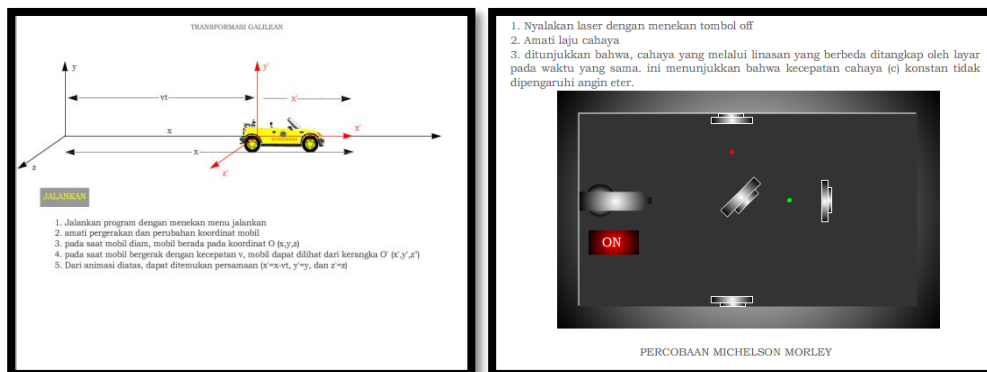 TRANSFORMASI GALILEAN
y
y'
vt
x'
x
x'
x
z
z'
JALANKAN
1. Jalankan program dengan menekan menu jalankan
2. amati pergerakan dan perubahan koordinat mobil
3. pada saat mobil diam, mobil berada pada koordinat O (x,y,z)
4. pada saat mobil bergerak dengan kecepatan v, mobil dapat dilihat dari kerangka O' (x',y',z')
5. Dari animasi diatas, dapat ditemukan persamaan (x'=x-vt, y'=y, dan z'=z)
1. Nyalakan laser dengan menekan tombol off
2. Amati laju cahaya
3. ditunjukkan bahwa, cahaya yang melalui linasan yang berbeda ditangkap oleh layar
pada waktu yang sama. ini menunjukkan bahwa kecepatan cahaya (c) konstan tidak
dipengaruhi angin eter.
ON
PERCOBAAN MICHELSON MORLEY